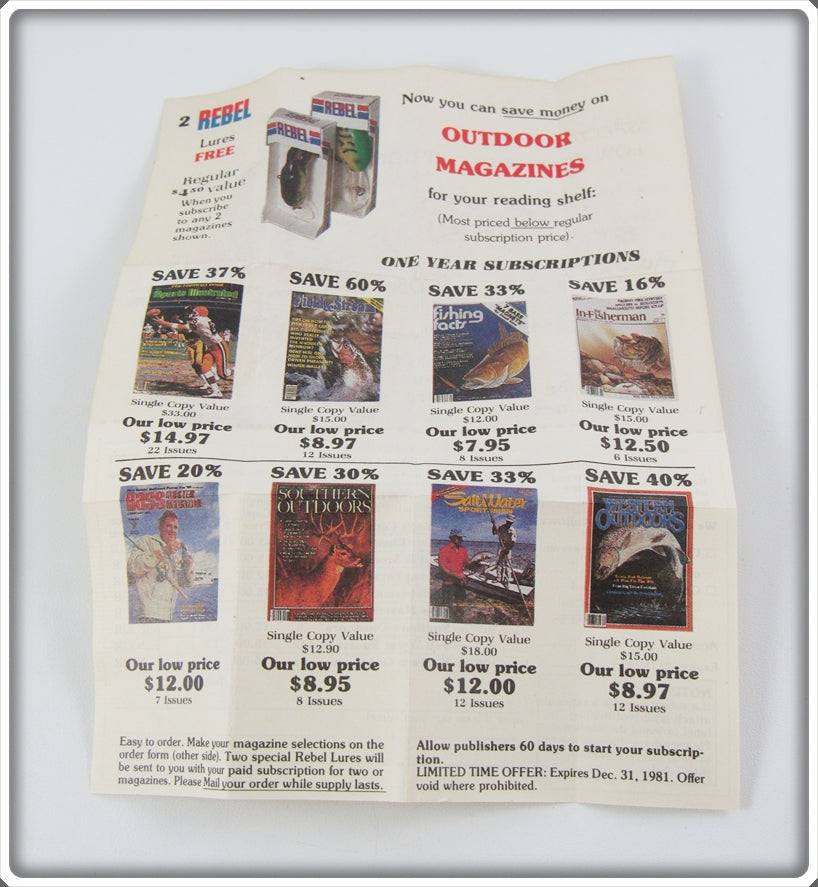 2 REBEL
Lures
FREE
Regular
$4.50 value
When you
subscribe
to any 2
magazines
shown.
REBEL
REBEL
Now you can save money on
OUTDOOR
MAGAZINES
for your reading shelf:
(Most priced below regular
subscription price).
ONE YEAR SUBSCRIPTIONS
SAVE 37%
Sports Illustrated
Single Copy Value
$33.00
Our low price
$14.97
22 Issues
SAVE 60%
Field & Stream
Single Copy Value
$15.00
Our low price
$8.97
12 Issues
SAVE 33%
fishing
facts
Single Copy Value
$12.00
Our low price
$7.95
8 Issues
SAVE 16%
In-Fisherman
Single Copy Value
$15.00
Our low price
$12.50
6 Issues
SAVE 20%
Our low price
$12.00
7 Issues
SAVE 30%
SOUTHERN
OUTDOORS
Single Copy Value
$12.90
Our low price
$8.95
8 Issues
SAVE 33%
Salt Water
SPORTSMAN
Single Copy Value
$18.00
Our low price
$12.00
12 Issues
SAVE 40%
WESTERN
OUTDOORS
Single Copy Value
$15.00
Our low price
$8.97
12 Issues
Easy to order. Make your magazine selections on the
order form (other side). Two special Rebel Lures will
be sent to you with your paid subscription for two or
magazines. Please Mail your order while supply lasts.
Allow publishers 60 days to start your subscrip-
tion.
LIMITED TIME OFFER: Expires Dec. 31, 1981. Offer
void where prohibited.